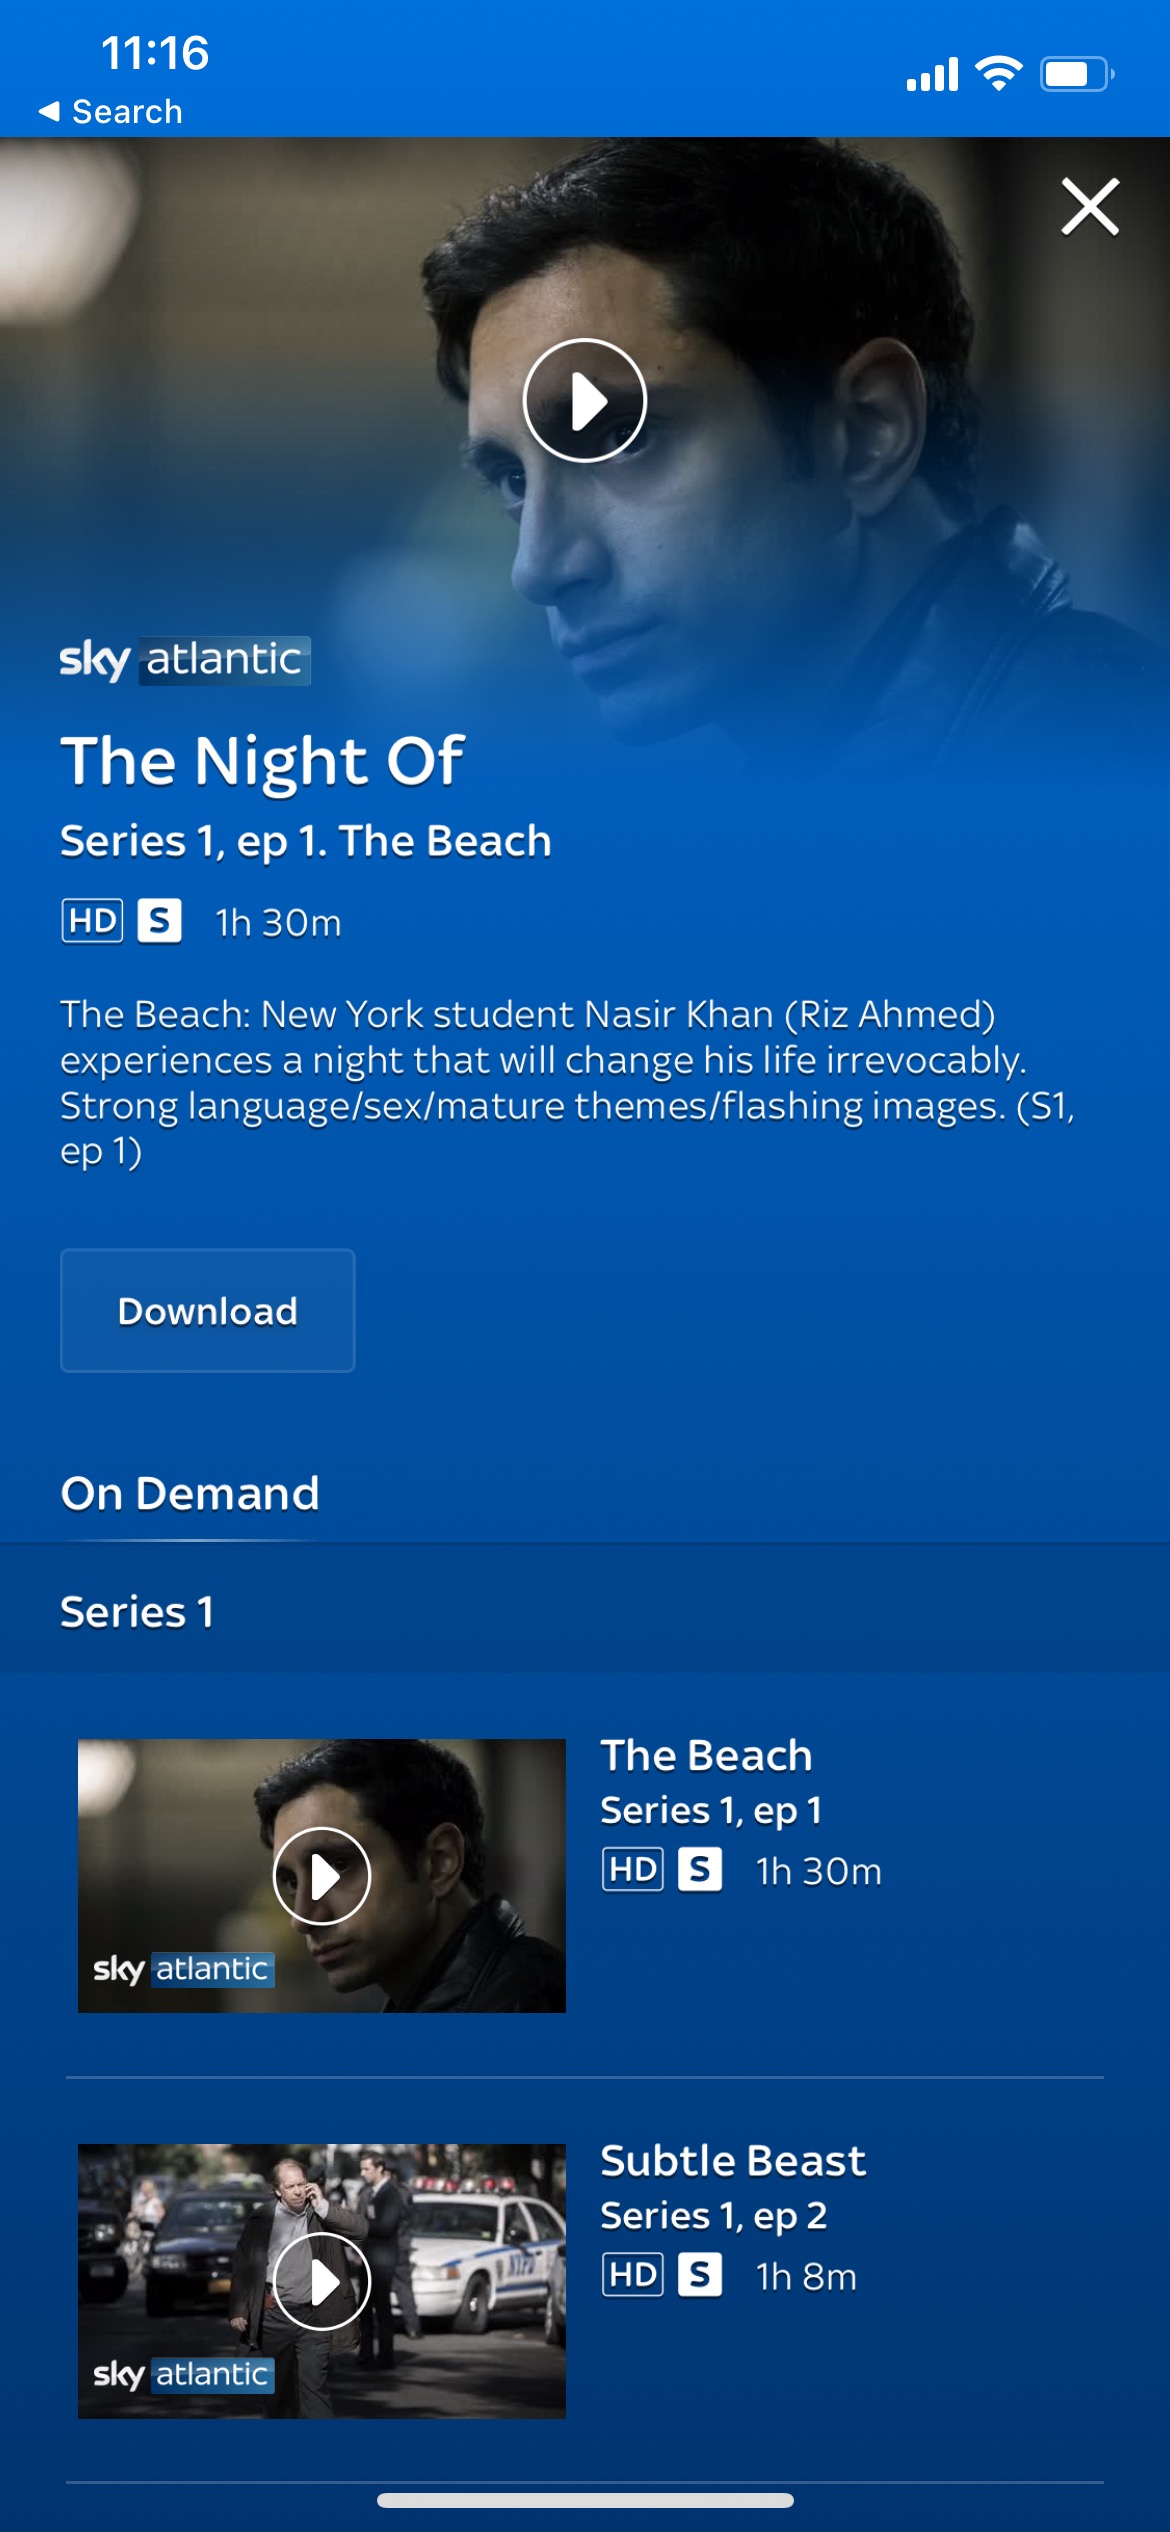 11:16
Search
sky atlantic
The Night Of
Series 1, ep 1. The Beach
HD S 1h 30m
The Beach: New York student Nasir Khan (Riz Ahmed)
experiences a night that will change his life irrevocably.
Strong language/sex/mature themes/flashing images. (S1,
ep 1)
Download
On Demand
Series 1
The Beach
Series 1, ep 1
HD S 1h 30m
sky atlantic
Subtle Beast
Series 1, ep 2
HD S 1h 8m
NYPD
sky atlantic